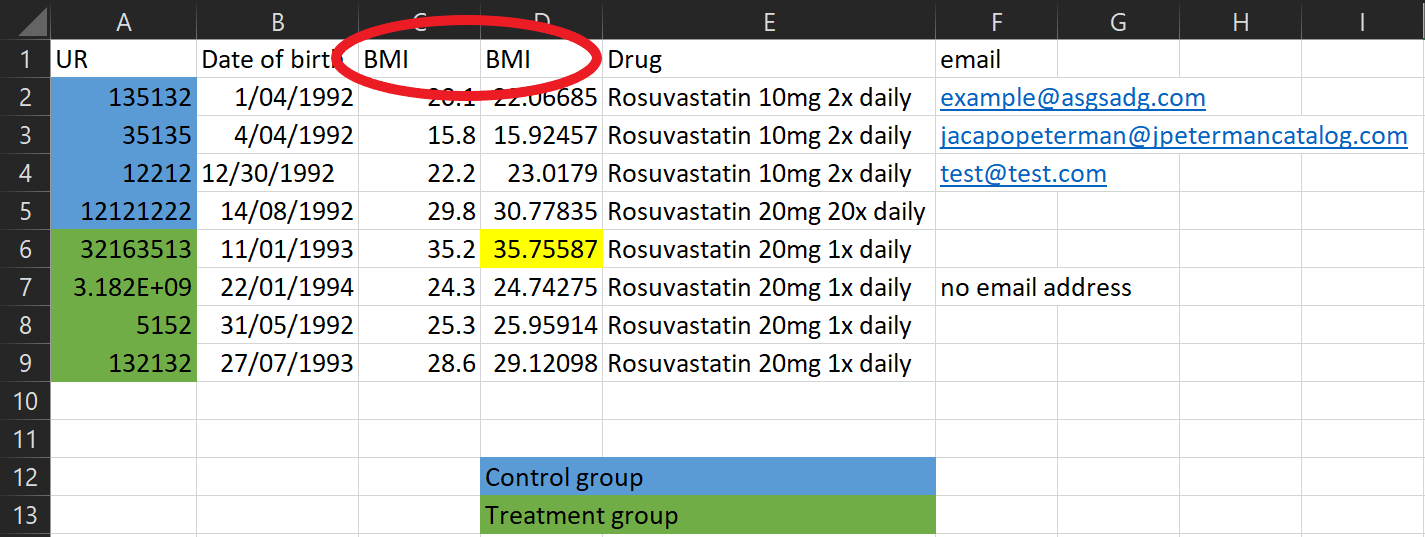 A B C D E F G H I
1 UR Date of birth BMI BMI Drug email
2 135132 1/04/1992 22.06685 Rosuvastatin 10mg 2x daily example@asgsadg.com
3 35135 4/04/1992 15.8 15.92457 Rosuvastatin 10mg 2x daily jacapopeterman@jpetermancatalog.com
4 12212 12/30/1992 22.2 23.0179 Rosuvastatin 10mg 2x daily test@test.com
5 12121222 14/08/1992 29.8 30.77835 Rosuvastatin 20mg 20x daily
6 32163513 11/01/1993 35.2 35.75587 Rosuvastatin 20mg 1x daily
7 3.182E+09 22/01/1994 24.3 24.74275 Rosuvastatin 20mg 1x daily no email address
8 5152 31/05/1992 25.3 25.95914 Rosuvastatin 20mg 1x daily
9 132132 27/07/1993 28.6 29.12098 Rosuvastatin 20mg 1x daily
10
11
12 Control group
13 Treatment group